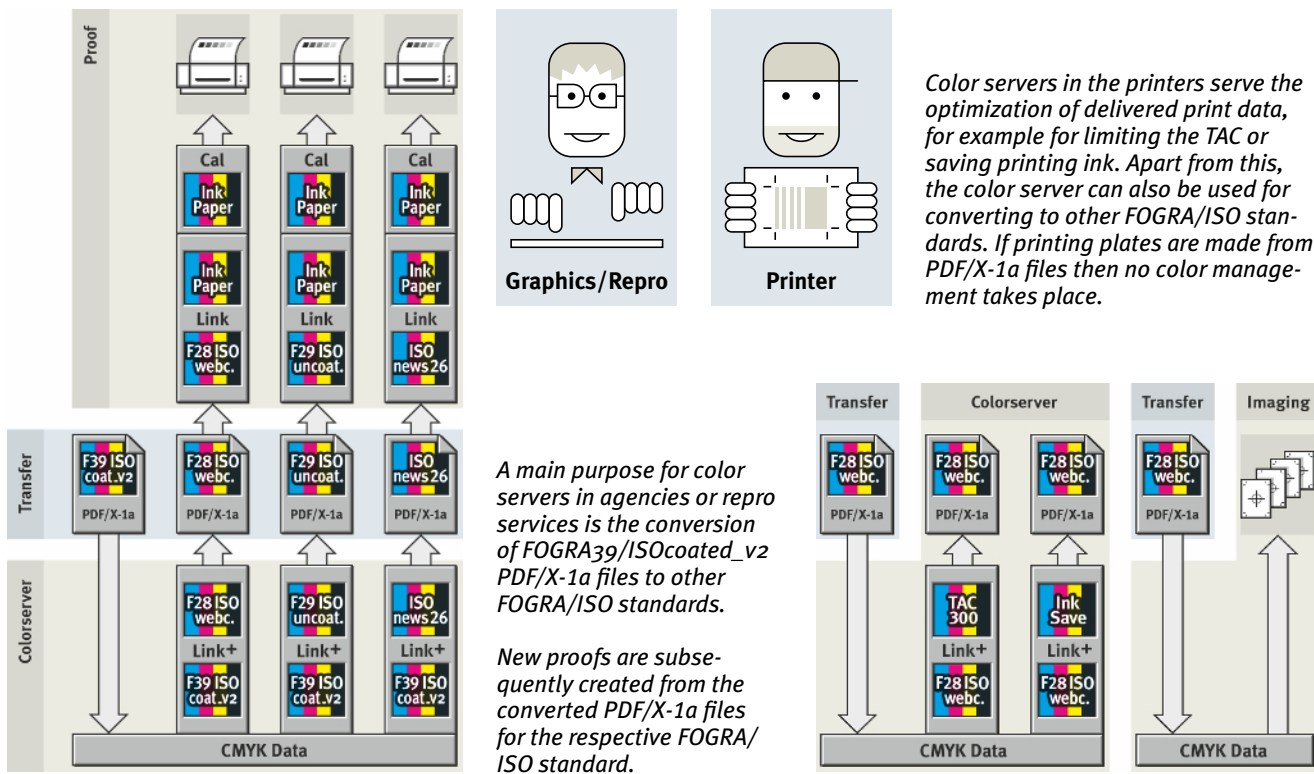 Proof
Cal
Cal
Cal
Ink
Paper
Ink
Paper
Ink
Paper
Ink
Paper
Ink
Paper
Ink
Paper
Link
Link
Link
F28 ISO
webc.
F29 ISO
uncoat.
ISO
news26
Transfer
F39 ISO
coat.v2
PDF/X-1a
F28 ISO
webc.
PDF/X-1a
F29 ISO
uncoat.
PDF/X-1a
ISO
news26
PDF/X-1a
Colorserver
F28 ISO
webc.
F29 ISO
uncoat.
ISO
news26
Link+
Link+
Link+
F39 ISO
coat.v2
F39 ISO
coat.v2
F39 ISO
coat.v2
CMYK Data
Graphics/Repro
Printer
Color servers in the printers serve the
optimization of delivered print data,
for example for limiting the TAC or
saving printing ink. Apart from this,
the color server can also be used for
converting to other FOGRA/ISO stan-
dards. If printing plates are made from
PDF/X-1a files then no color manage-
ment takes place.
A main purpose for color
servers in agencies or repro
services is the conversion
of FOGRA39/ISOcoated_v2
PDF/X-1a files to other
FOGRA/ISO standards.
New proofs are subse-
quently created from the
converted PDF/X-1a files
for the respective FOGRA/
ISO standard.
Transfer
Colorserver
Transfer
Imaging
F28 ISO
webc.
PDF/X-1a
F28 ISO
webc.
PDF/X-1a
F28 ISO
webc.
PDF/X-1a
F28 ISO
webc.
PDF/X-1a
TAC
300
Ink
Save
Link+
Link+
F28 ISO
webc.
F28 ISO
webc.
CMYK Data
CMYK Data